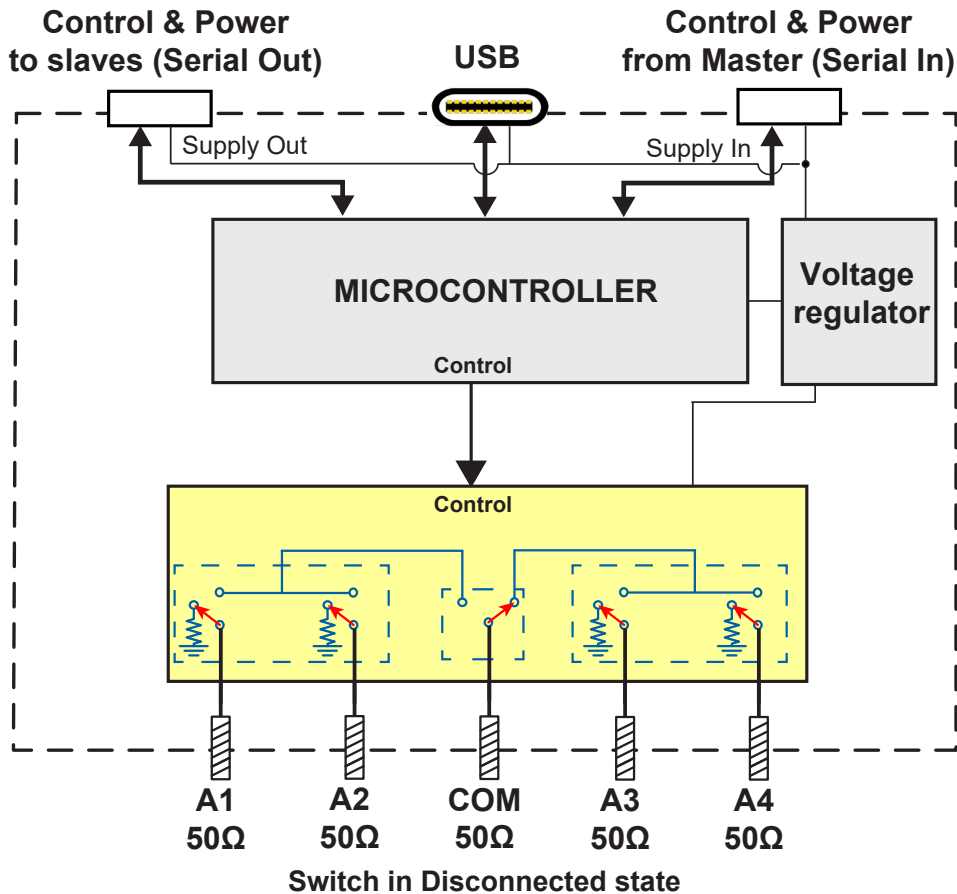 Control & Power
to slaves (Serial Out)
USB
Control & Power
from Master (Serial In)
Supply Out
Supply In
MICROCONTROLLER
Control
Voltage
regulator
Control
A1
50Ω
A2
50Ω
COM
50Ω
A3
50Ω
A4
50Ω
Switch in Disconnected state